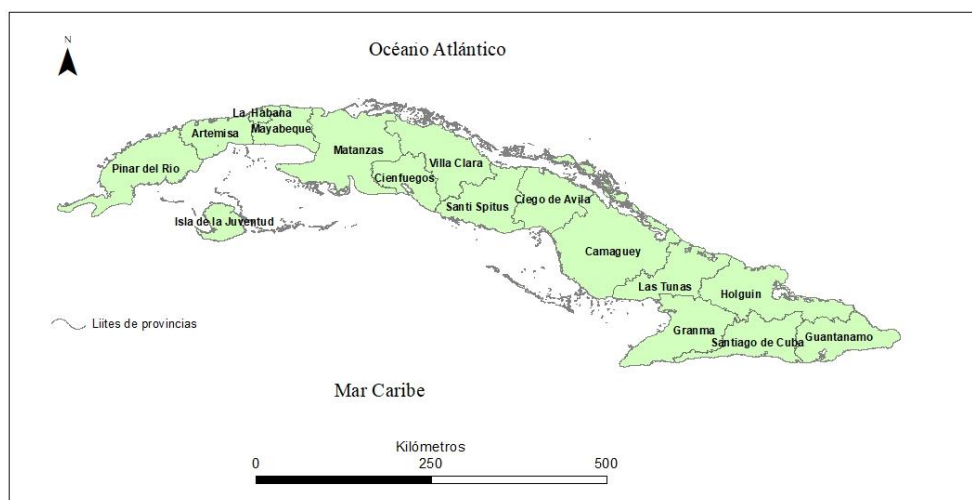 N
Océano Atlántico
La Habana
Artemisa
Mayabeque
Matanzas
Pinar del Rio
Villa Clara
Cienfuegos
Santi Spitus
Ciego de Avila
Isla de la Juventud
Camaguey
Las Tunas
Holguin
Liites de provincias
Granma
Santiago de Cuba
Guantanamo
Mar Caribe
Kilómetros
0 250 500